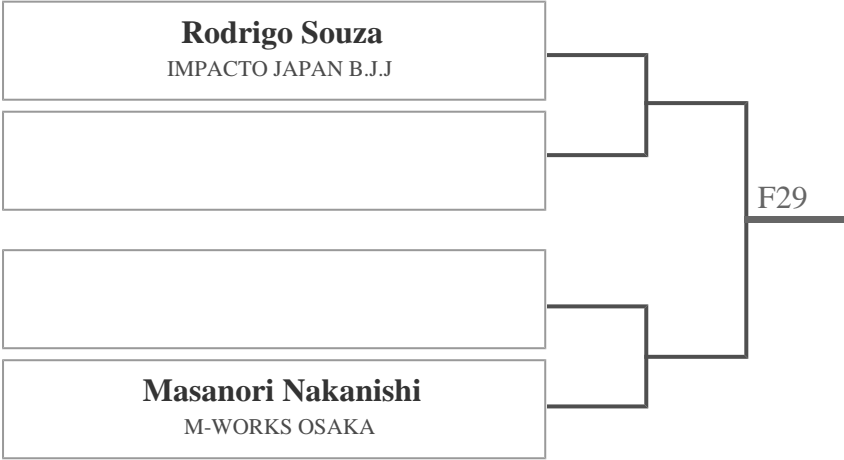 Rodrigo Souza
IMPACTO JAPAN B.J.J
F29
Masanori Nakanishi
M-WORKS OSAKA